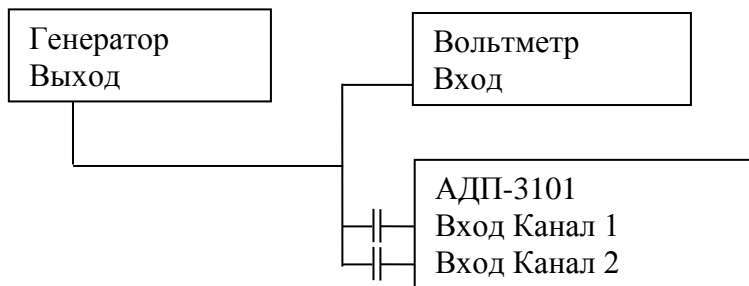 Генератор
Выход
Вольтметр
Вход
АДП-3101
Вход Канал 1
Вход Канал 2